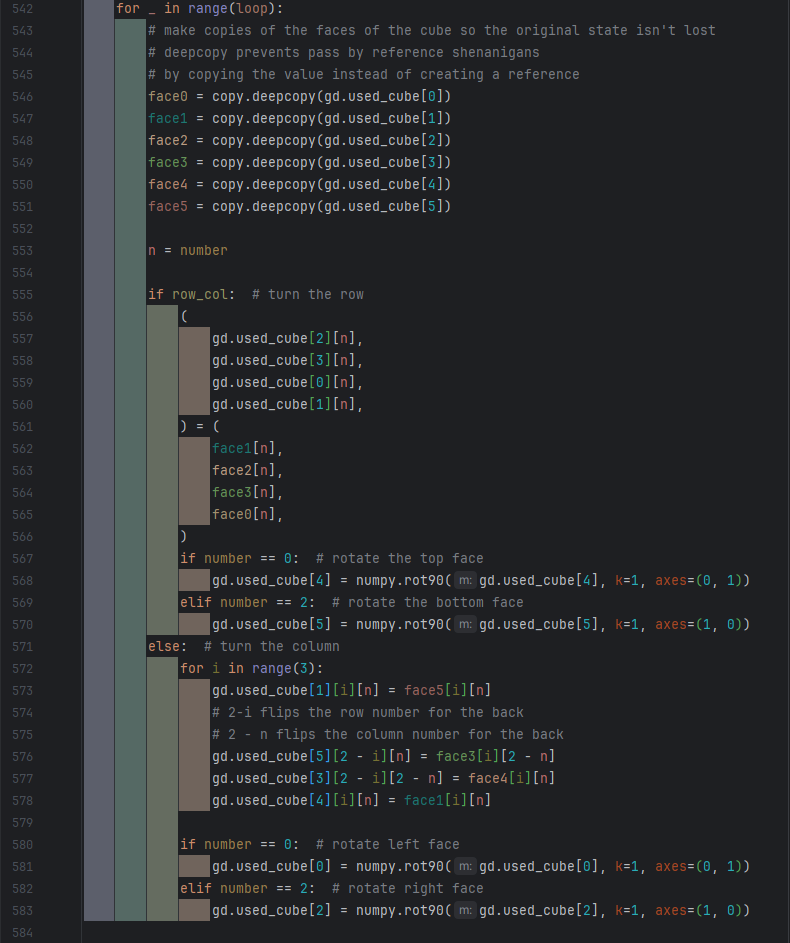 542 for _ in range(loop):
543 # make copies of the faces of the cube so the original state isn't lost
544 # deepcopy prevents pass by reference shenanigans
545 # by copying the value instead of creating a reference
546 face0 = copy.deepcopy(gd.used_cube[0])
547 face1 = copy.deepcopy(gd.used_cube[1])
548 face2 = copy.deepcopy(gd.used_cube[2])
549 face3 = copy.deepcopy(gd.used_cube[3])
550 face4 = copy.deepcopy(gd.used_cube[4])
551 face5 = copy.deepcopy(gd.used_cube[5])
552
553 n = number
554
555 if row_col:  # turn the row
556 (
557 gd.used_cube[2][n],
558 gd.used_cube[3][n],
559 gd.used_cube[0][n],
560 gd.used_cube[1][n],
561 ) = (
562 face1[n],
563 face2[n],
564 face3[n],
565 face0[n],
566 )
567 if number == 0:  # rotate the top face
568 gd.used_cube[4] = numpy.rot90( m: gd.used_cube[4], k=1, axes=(0, 1))
569 elif number == 2:  # rotate the bottom face
570 gd.used_cube[5] = numpy.rot90( m: gd.used_cube[5], k=1, axes=(1, 0))
571 else:  # turn the column
572 for i in range(3):
573 gd.used_cube[1][i][n] = face5[i][n]
574 # 2-i flips the row number for the back
575 # 2 - n flips the column number for the back
576 gd.used_cube[5][2 - i][n] = face3[i][2 - n]
577 gd.used_cube[3][2 - i][2 - n] = face4[i][n]
578 gd.used_cube[4][i][n] = face1[i][n]
579
580 if number == 0:  # rotate left face
581 gd.used_cube[0] = numpy.rot90( m: gd.used_cube[0], k=1, axes=(0, 1))
582 elif number == 2:  # rotate right face
583 gd.used_cube[2] = numpy.rot90( m: gd.used_cube[2], k=1, axes=(1, 0))
584